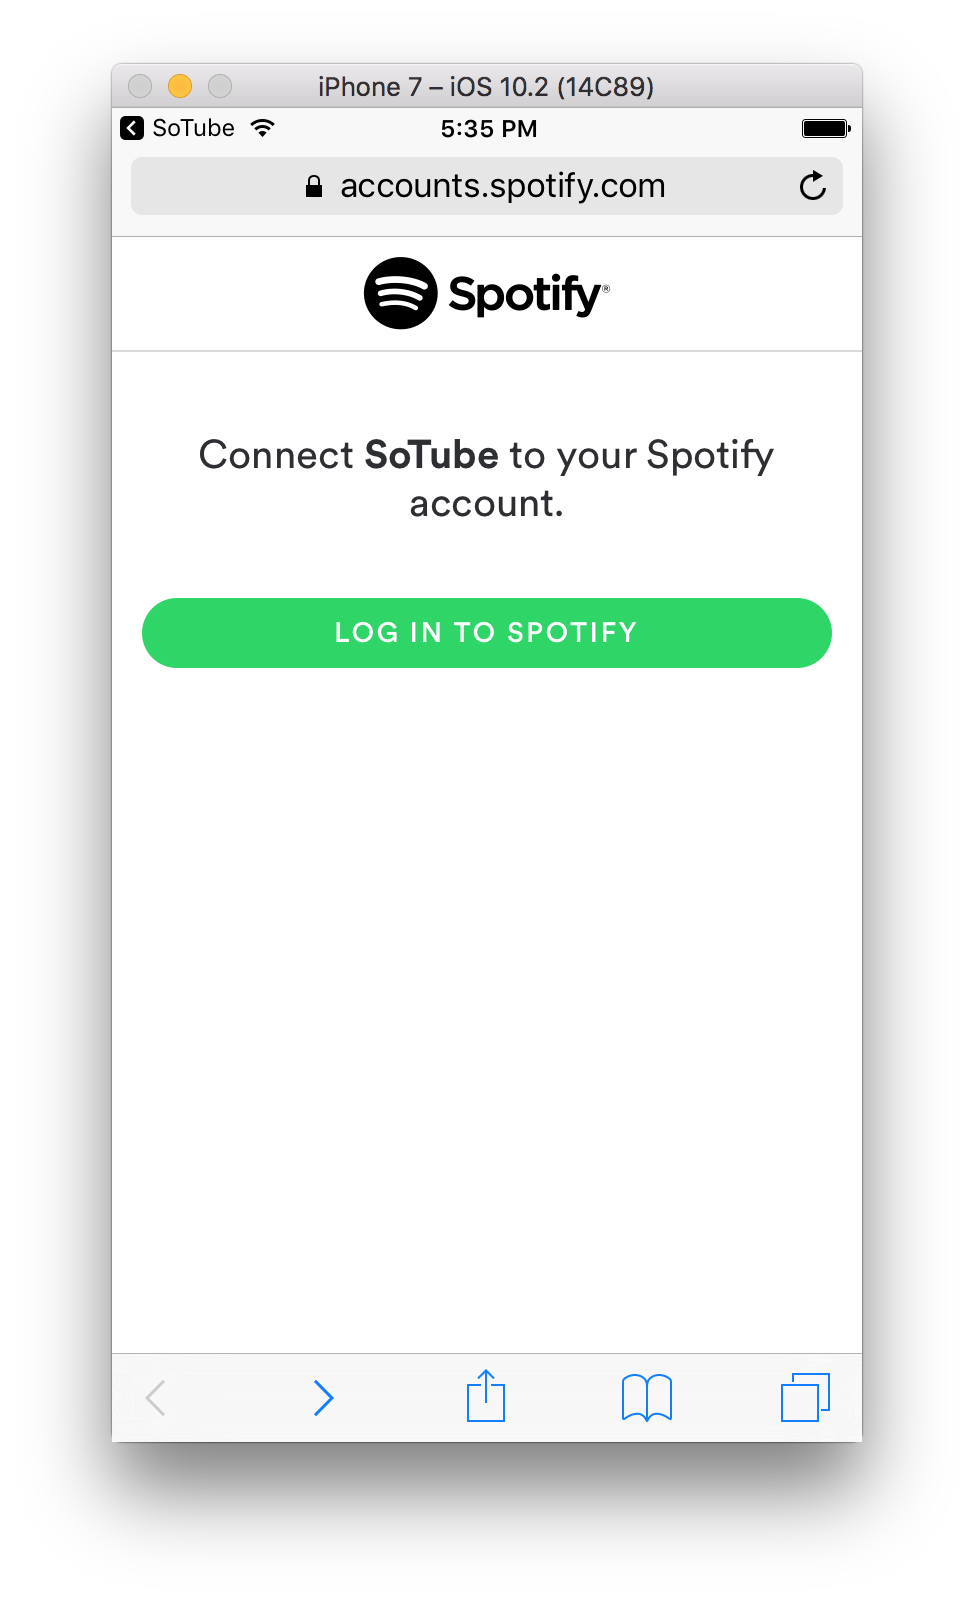 iPhone 7 – iOS 10.2 (14C89)
SoTube 5:35 PM
accounts.spotify.com
Spotify®
Connect SoTube to your Spotify
account.
LOG IN TO SPOTIFY